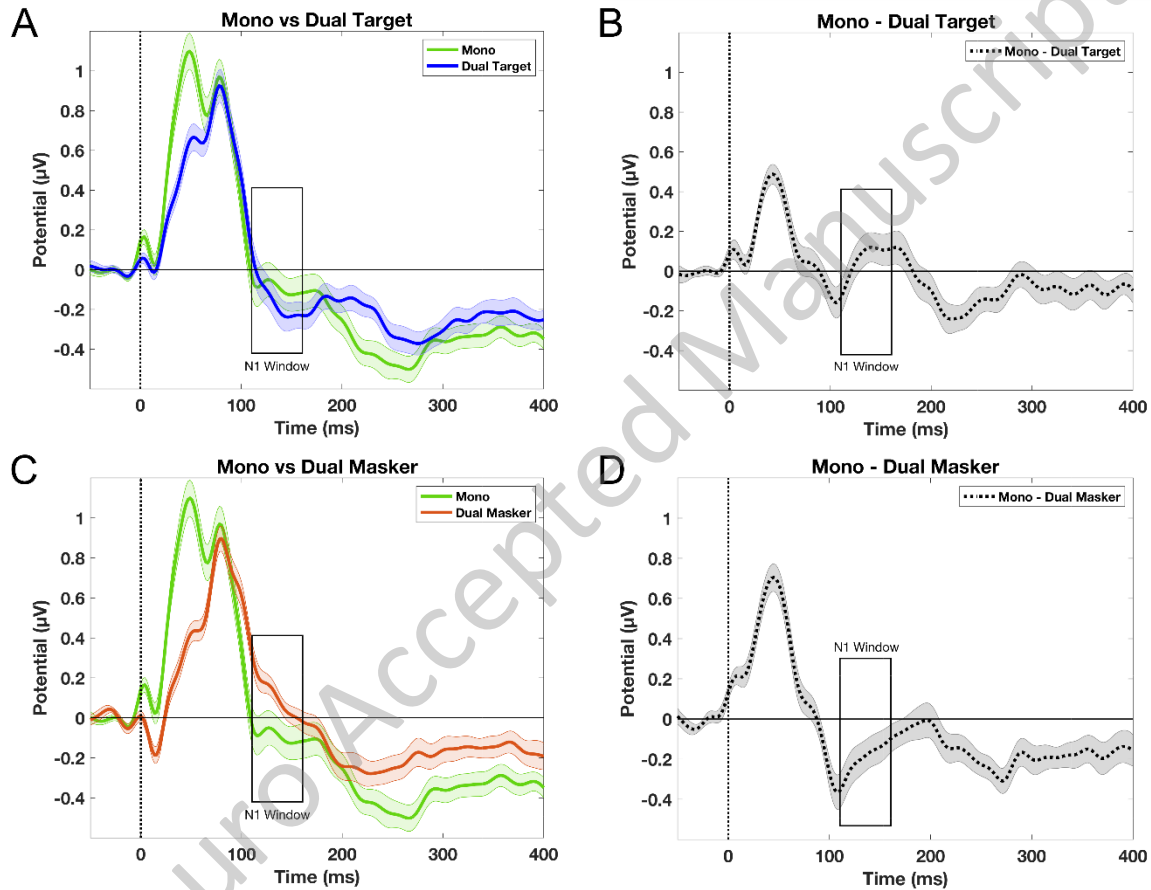 A
Mono vs Dual Target
Mono
Dual Target
1
0.8
0.6
0.4
0.2
0
-0.2
-0.4
Potential (µV)
N1 Window
0
100
200
300
400
Time (ms)
B
Mono - Dual Target
Mono - Dual Target
1
0.8
0.6
0.4
0.2
0
-0.2
-0.4
Potential (µV)
N1 Window
0
100
200
300
400
Time (ms)
C
Mono vs Dual Masker
Mono
Dual Masker
1
0.8
0.6
0.4
0.2
0
-0.2
-0.4
Potential (µV)
N1 Window
0
100
200
300
400
Time (ms)
D
Mono - Dual Masker
Mono - Dual Masker
1
0.8
0.6
0.4
0.2
0
-0.2
-0.4
Potential (µV)
N1 Window
0
100
200
300
400
Time (ms)
uro Accepted Manuscript